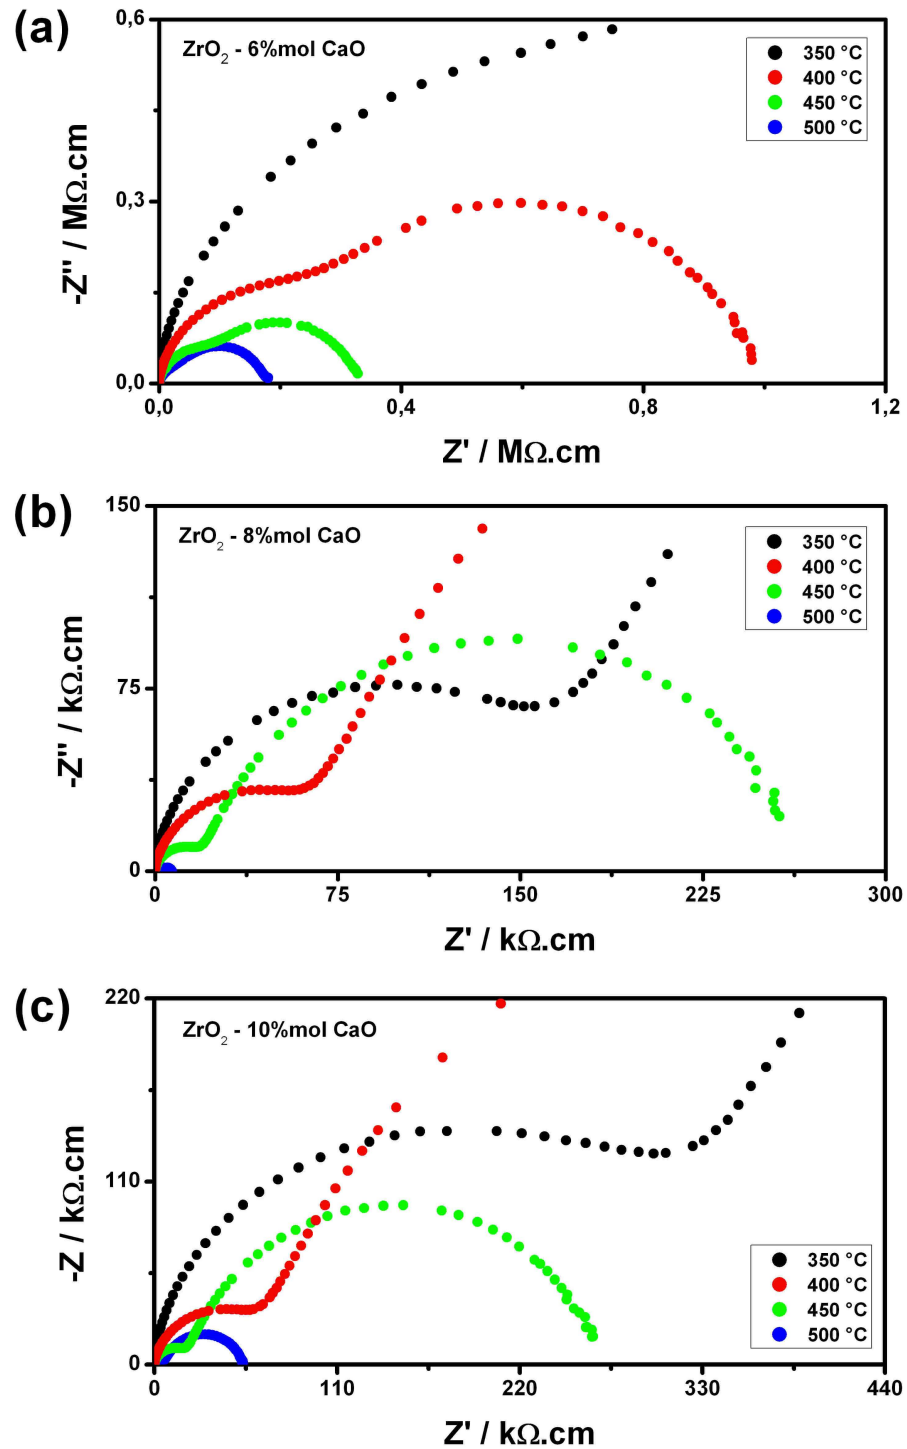 (a)
ZrO₂ - 6%mol CaO
350 °C
400 °C
450 °C
500 °C
0,6
0,3
0,0
-Z'' / MΩ.cm
0,0 0,4 0,8 1,2
Z' / MΩ.cm
(b)
ZrO₂ - 8%mol CaO
350 °C
400 °C
450 °C
500 °C
150
75
0
-Z'' / kΩ.cm
0 75 150 225 300
Z' / kΩ.cm
(c)
ZrO₂ - 10%mol CaO
220
110
0
-Z / kΩ.cm
350 °C
400 °C
450 °C
500 °C
0 110 220 330 440
Z' / kΩ.cm